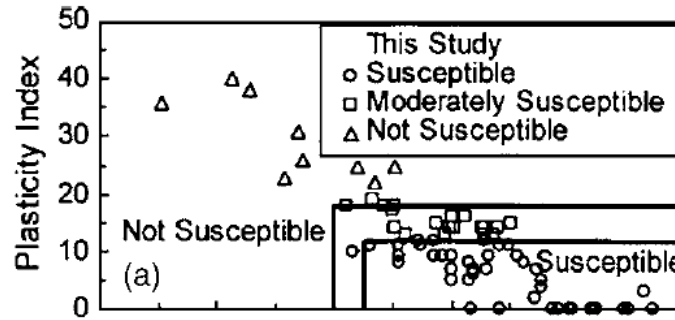 50
40
30
20
10
0
Plasticity Index
This Study
Susceptible
Moderately Susceptible
Not Susceptible
Not Susceptible
(a)
Susceptible